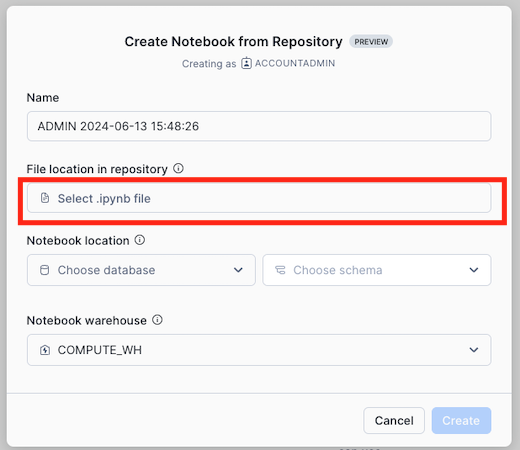 Create Notebook from Repository PREVIEW
Creating as ACCOUNTADMIN
Name
ADMIN 2024-06-13 15:48:26
File location in repository
Select .ipynb file
Notebook location
Choose database Choose schema
Notebook warehouse
COMPUTE_WH
Cancel Create